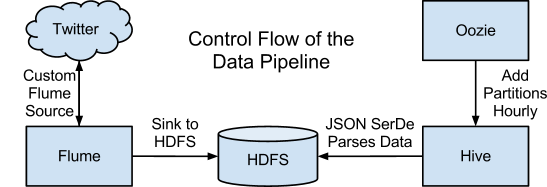 Twitter
Control Flow of the
Data Pipeline
Oozie
Custom
Flume
Source
Add
Partitions
Hourly
Sink to
HDFS
JSON SerDe
Parses Data
Flume
HDFS
Hive